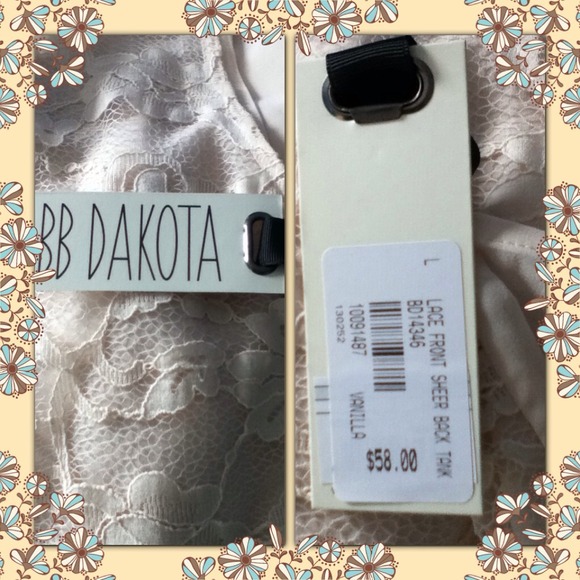 BB DAKOTA
L
LACE FRONT SHEER BACK TANK
BD14346
10091487 VANILLA
130252
$58.00